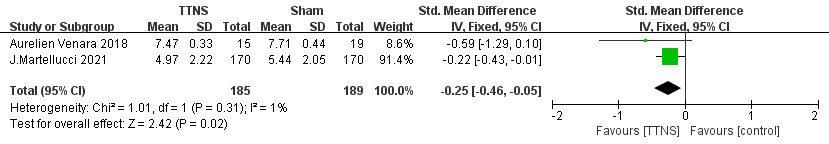 TTNS Sham Std. Mean Difference Std. Mean Difference
Study or Subgroup Mean SD Total Mean SD Total Weight IV, Fixed, 95% CI IV, Fixed, 95% CI
Aurelien Venara 2018 7.47 0.33 15 7.71 0.44 19 8.6% -0.59 [-1.29, 0.10]
J.Martellucci 2021 4.97 2.22 170 5.44 2.05 170 91.4% -0.22 [-0.43, -0.01]
Total (95% CI) 185 189 100.0% -0.25 [-0.46, -0.05]
Heterogeneity: Chi² = 1.01, df = 1 (P = 0.31); I² = 1%
Test for overall effect: Z = 2.42 (P = 0.02)
-2 -1 0 1 2
Favours [TTNS] Favours [control]